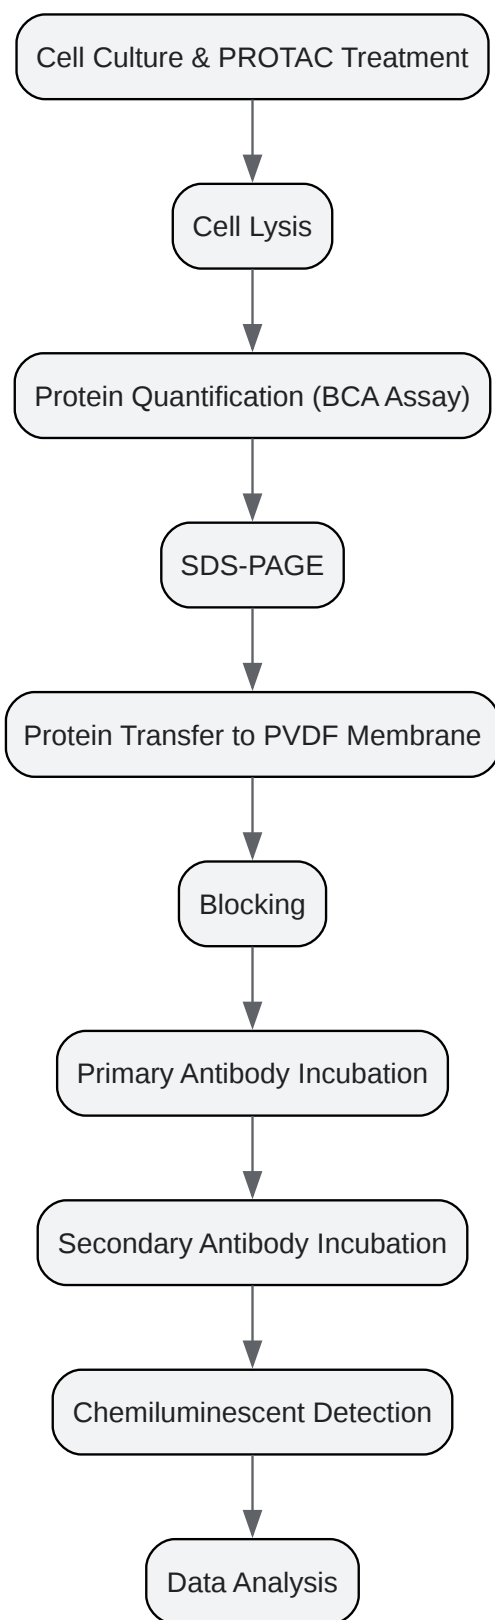 Cell Culture & PROTAC Treatment
Cell Lysis
Protein Quantification (BCA Assay)
SDS-PAGE
Protein Transfer to PVDF Membrane
Blocking
Primary Antibody Incubation
Secondary Antibody Incubation
Chemiluminescent Detection
Data Analysis